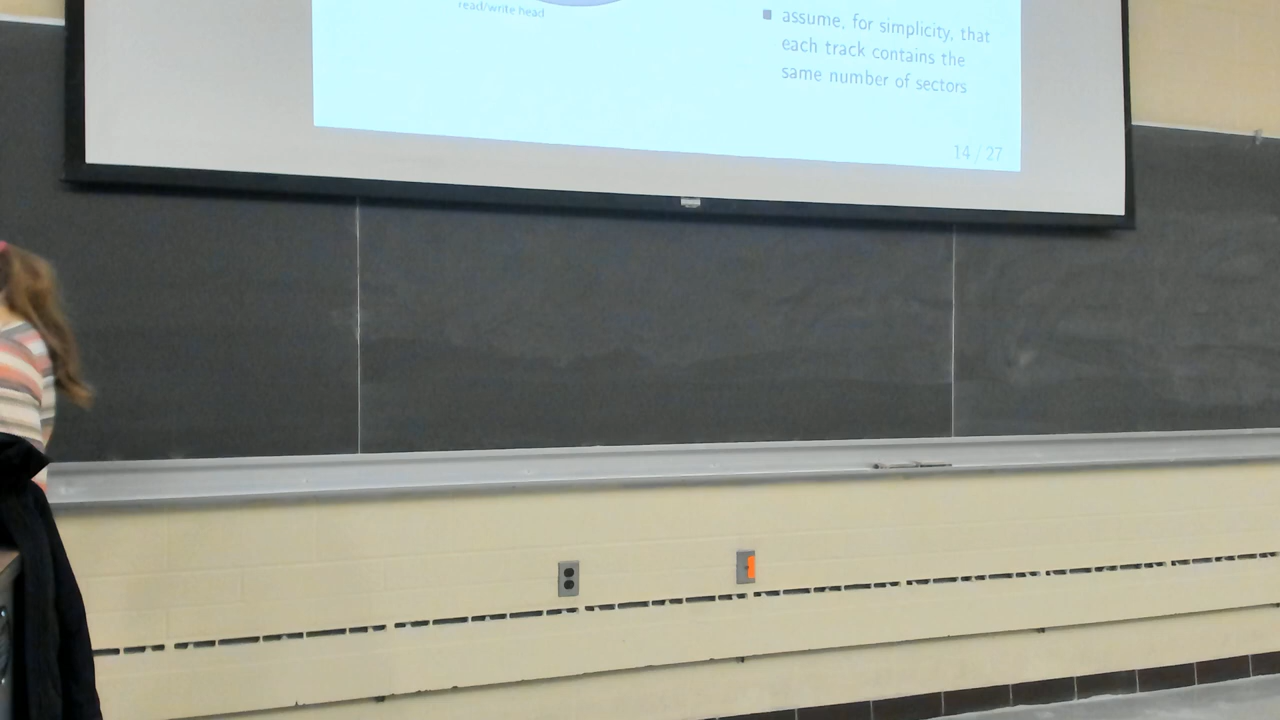 read/write head
assume, for simplicity, that
each track contains the
same number of sectors
14 / 27